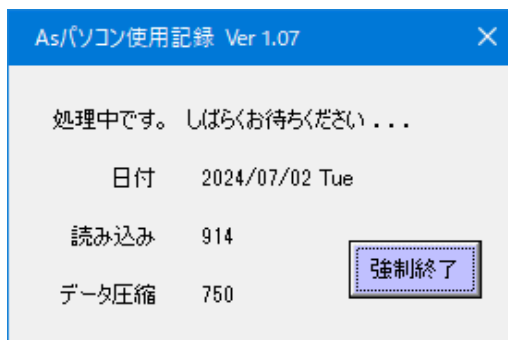 Asパソコン使用記録 Ver 1.07
処理中です。 しばらくお待ちください...
日付 2024/07/02 Tue
読み込み 914
強制終了
データ圧縮 750